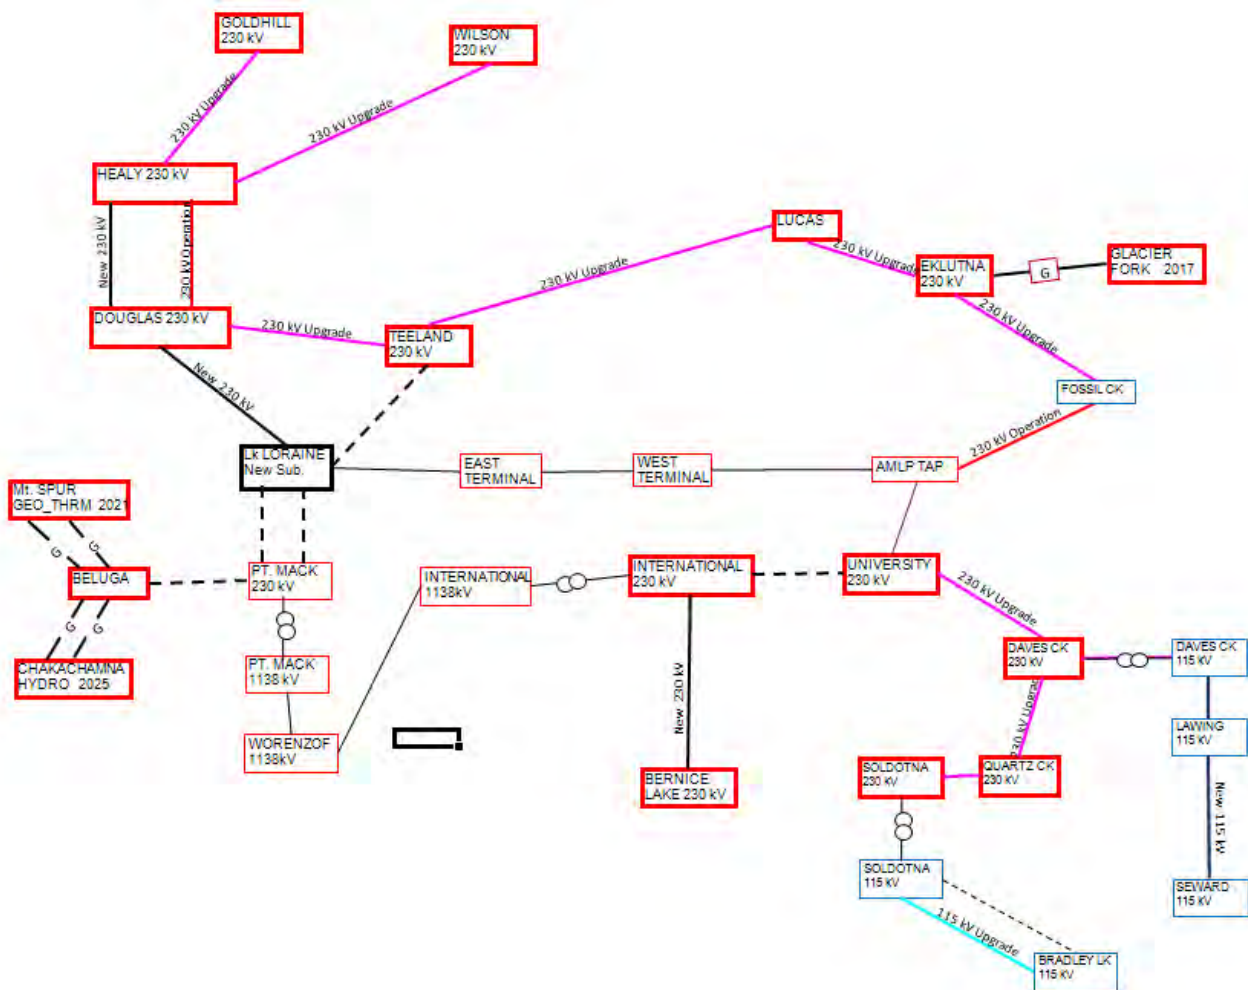 GOLDHILL
230 kV
WILSON
230 kV
230 kV Upgrade
230 kV Upgrade
HEALY 230 kV
New 230 kV
230 kV Operation
LUCAS
230 kV Upgrade
EKLUTNA
230 kV
G
GLACIER
FORK 2017
230 kV Upgrade
DOUGLAS 230 kV
230 kV Upgrade
TEELAND
230 kV
230 kV Upgrade
New 230 kV
FOSSIL CK
230 kV Operation
Lk LORAINE
New Sub.
EAST
TERMINAL
WEST
TERMINAL
AMLP TAP
Mt. SPUR
GEO_THRM 2021
G
G
BELUGA
PT. MACK
230 kV
INTERNATIONAL
1138kV
INTERNATIONAL
230 kV
UNIVERSITY
230 kV
230 kV Upgrade
G
G
CHAKACHAMNA
HYDRO 2025
PT. MACK
1138 kV
DAVES CK
230 kV
DAVES CK
115 kV
New 230 kV
230 kV Upgrade
WORENZOF
1138kV
LAWING
115 kV
BERNICE
LAKE 230 kV
SOLDOTNA
230 kV
QUARTZ CK
230 kV
New 115 kV
SOLDOTNA
115 kV
SEWARD
115 kV
115 kV Upgrade
BRADLEY LK
115 kV